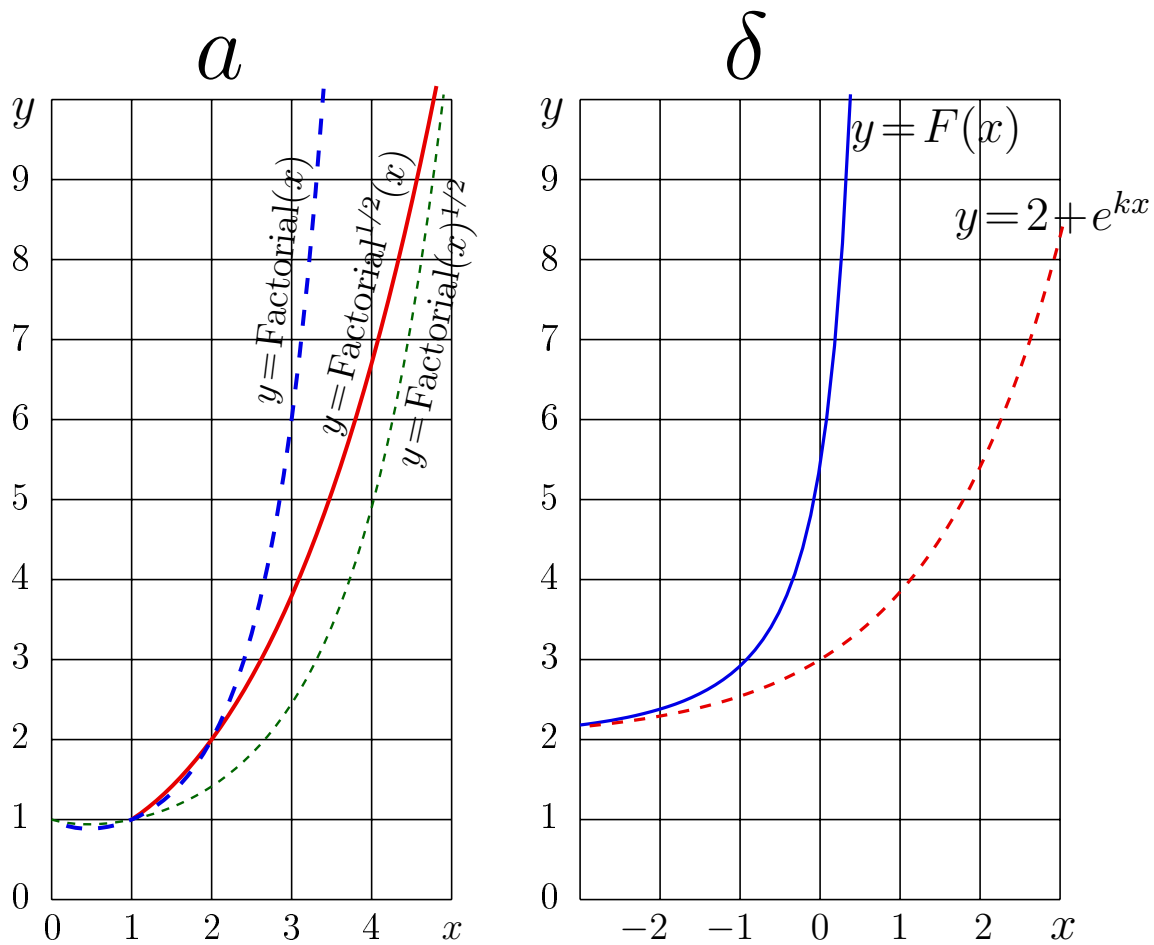 a
y
9
8
7
6
5
4
3
2
1
0
0 1 2 3 4 x
y=Factorial(x)
y=Factorial^{1/2}(x)
y=Factorial(x)^{1/2}
δ
y
9
8
7
6
5
4
3
2
1
0
−2 −1 0 1 2 x
y=F(x)
y=2+e^{kx}